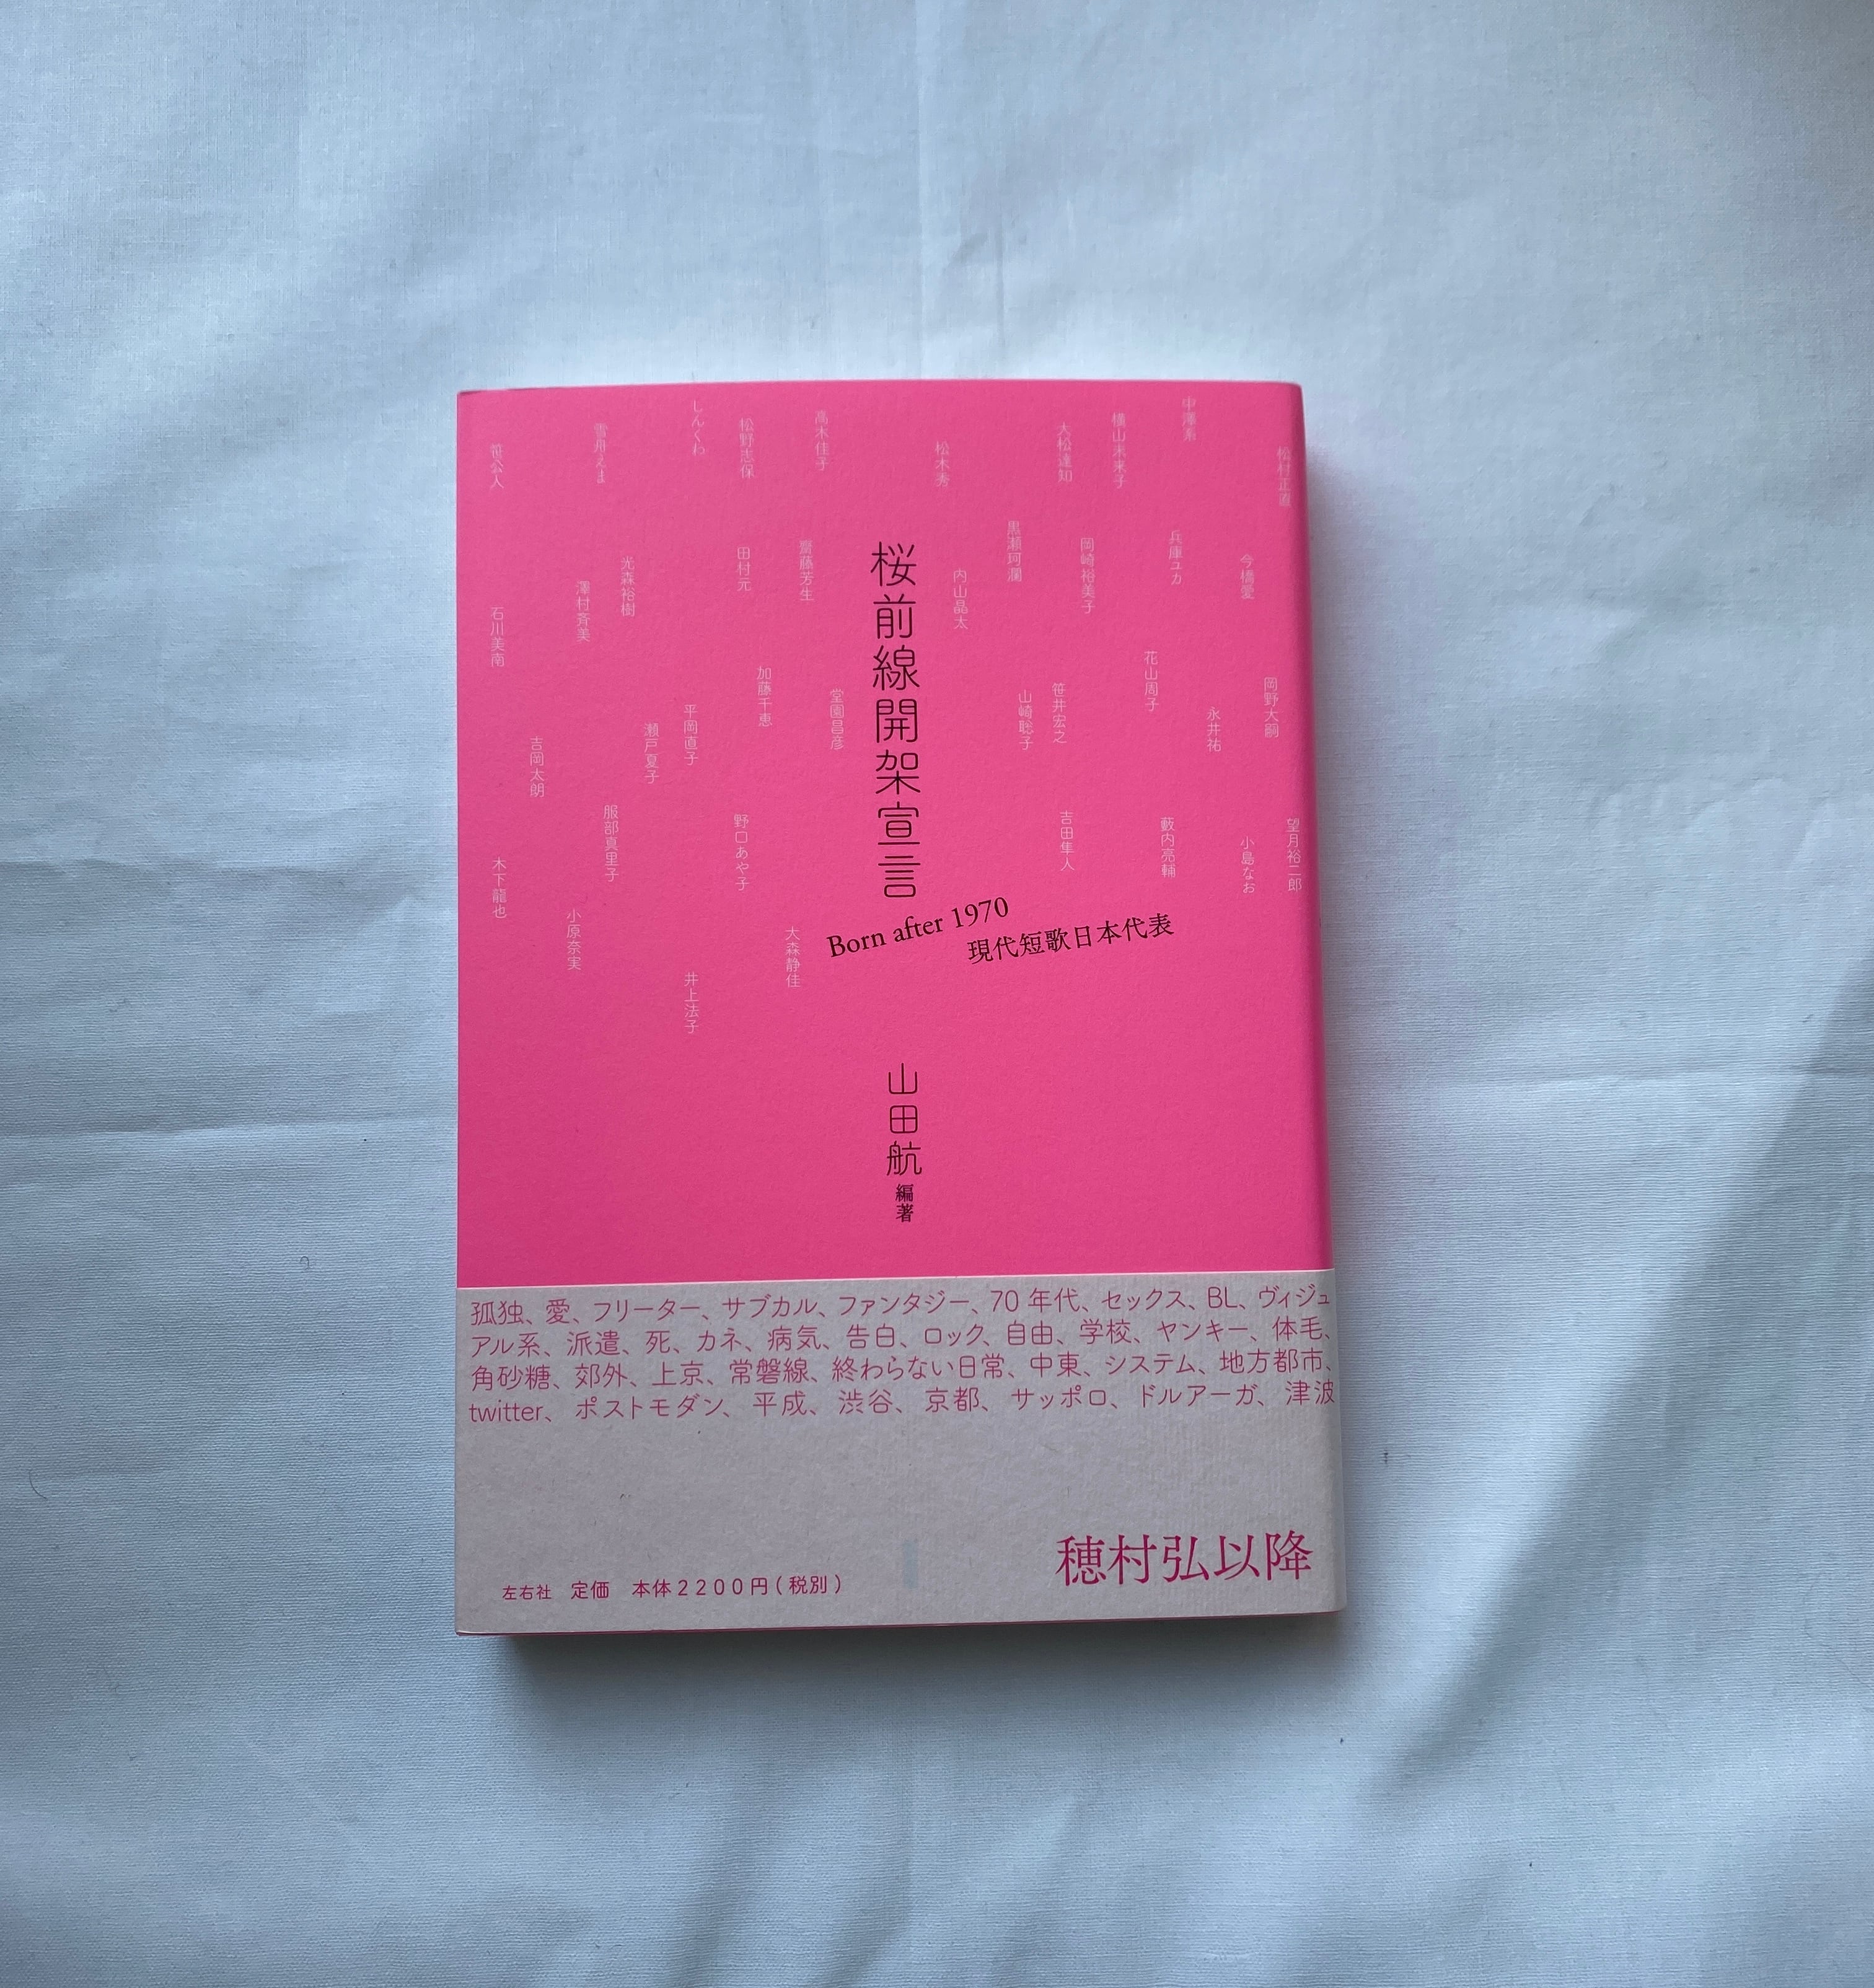 桜前線開架宣言
Born after 1970
現代短歌日本代表
山田航 編著
松村正直
中澤系
横山未来子
大松達知
松木秀
高木佳子
松野志保
しんくわ
雪舟えま
笹公人
今橋愛
兵庫ユカ
岡崎裕美子
黒瀬珂瀾
内山晶太
齋藤芳生
田村元
光森裕樹
澤村斉美
石川美南
岡野大嗣
永井祐
花山周子
笹井宏之
山崎聡子
堂園昌彦
加藤千恵
平岡直子
瀬戸夏子
吉岡太朗
望月裕二郎
小島なお
藪内亮輔
吉田隼人
野口あや子
服部真里子
木下龍也
大森静佳
小原奈実
井上法子
孤独、愛、フリーター、サブカル、ファンタジー、70年代、セックス、BL、ヴィジュ
アル系、派遣、死、カネ、病気、告白、ロック、自由、学校、ヤンキー、体毛、
角砂糖、郊外、上京、常磐線、終わらない日常、中東、システム、地方都市、
twitter、ポストモダン、平成、渋谷、京都、サッポロ、ドルアーガ、津波
穂村弘以降
左右社 定価 本体2200円(税別)